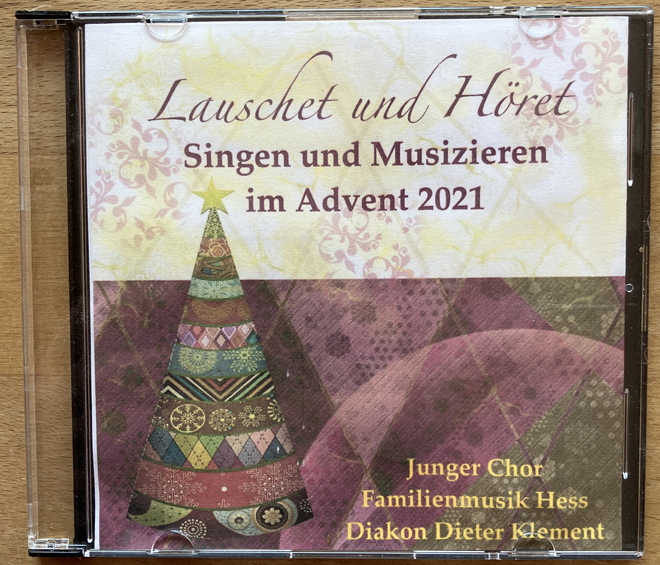 Lauschet und Höret
Singen und Musizieren
im Advent 2021
Junger Chor
Familienmusik Hess
Diakon Dieter Klement